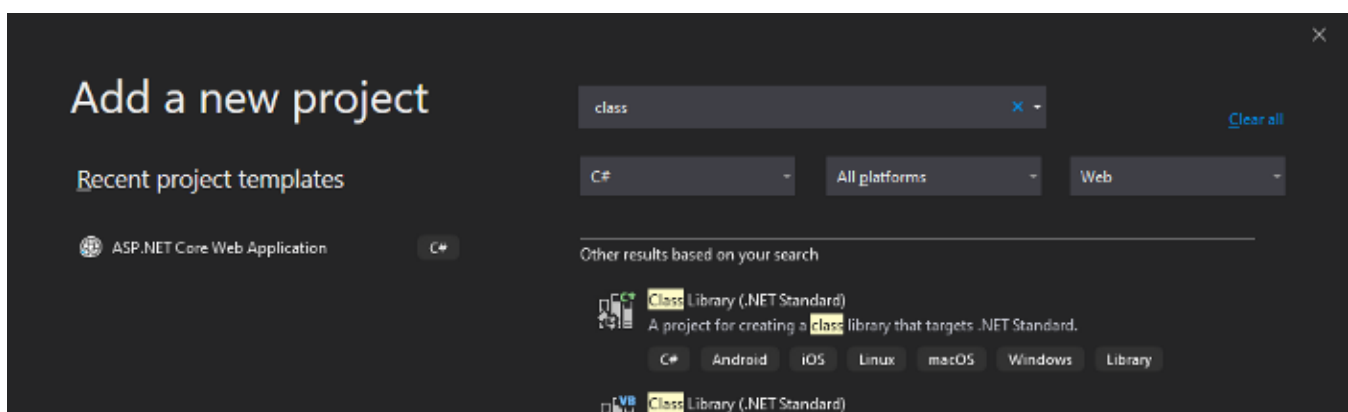 Add a new project
Recent project templates
ASP.NET Core Web Application C#
class
Clear all
C# All platforms Web
Other results based on your search
C#
Class Library (.NET Standard)
A project for creating a class library that targets .NET Standard.
C# Android iOS Linux macOS Windows Library
VB
Class Library (.NET Standard)